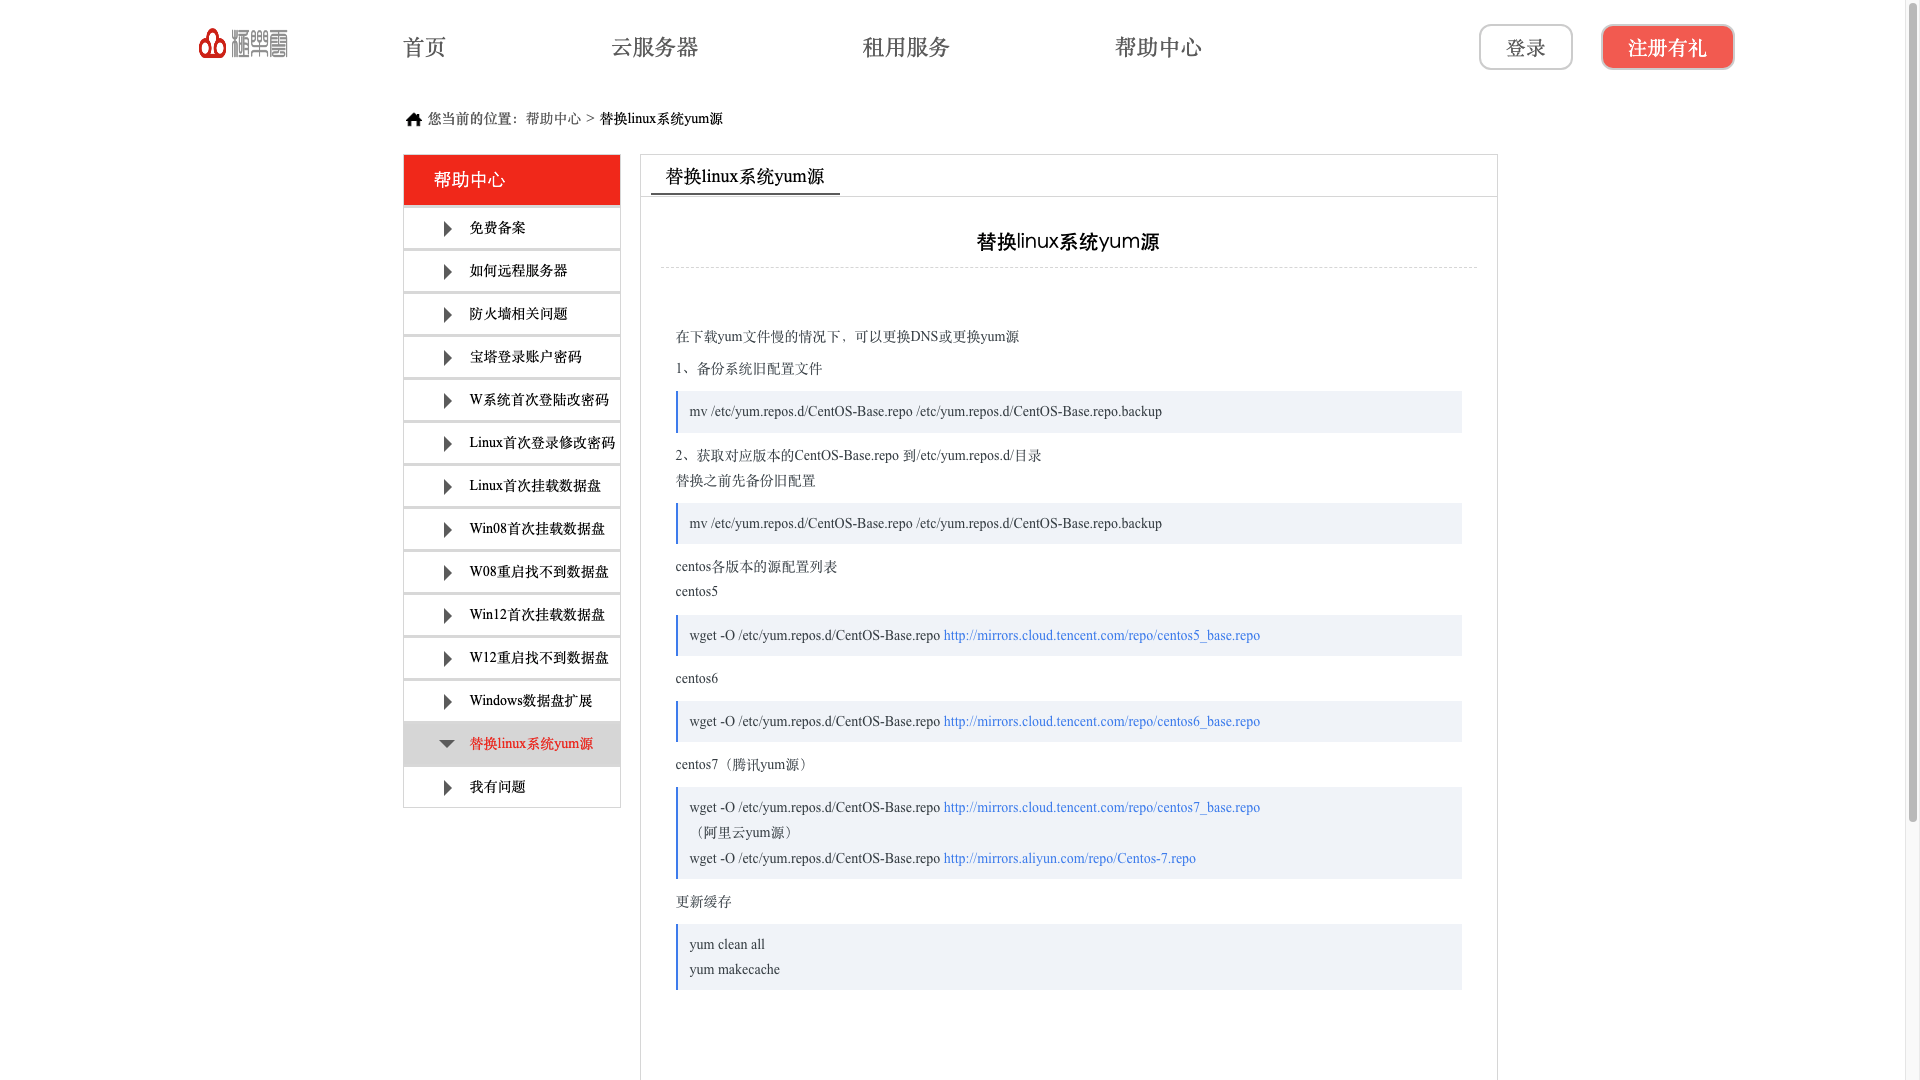 極樂雲
首页
云服务器
租用服务
帮助中心
登录
注册有礼
您当前的位置：帮助中心 > 替换linux系统yum源
帮助中心
免费备案
如何远程服务器
防火墙相关问题
宝塔登录账户密码
W系统首次登陆改密码
Linux首次登录修改密码
Linux首次挂载数据盘
Win08首次挂载数据盘
W08重启找不到数据盘
Win12首次挂载数据盘
W12重启找不到数据盘
Windows数据盘扩展
替换linux系统yum源
我有问题
替换linux系统yum源
替换linux系统yum源
在下载yum文件慢的情况下，可以更换DNS或更换yum源
1、备份系统旧配置文件
mv /etc/yum.repos.d/CentOS-Base.repo /etc/yum.repos.d/CentOS-Base.repo.backup
2、获取对应版本的CentOS-Base.repo 到/etc/yum.repos.d/目录
替换之前先备份旧配置
mv /etc/yum.repos.d/CentOS-Base.repo /etc/yum.repos.d/CentOS-Base.repo.backup
centos各版本的源配置列表
centos5
wget -O /etc/yum.repos.d/CentOS-Base.repo http://mirrors.cloud.tencent.com/repo/centos5_base.repo
centos6
wget -O /etc/yum.repos.d/CentOS-Base.repo http://mirrors.cloud.tencent.com/repo/centos6_base.repo
centos7（腾讯yum源）
wget -O /etc/yum.repos.d/CentOS-Base.repo http://mirrors.cloud.tencent.com/repo/centos7_base.repo
（阿里云yum源）
wget -O /etc/yum.repos.d/CentOS-Base.repo http://mirrors.aliyun.com/repo/Centos-7.repo
更新缓存
yum clean all
yum makecache